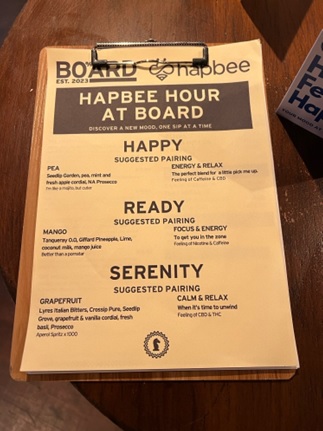 BOARD hapbee
EST. 2023
HAPBEE HOUR
AT BOARD
DISCOVER A NEW MOOD, ONE SIP AT A TIME
HAPPY
SUGGESTED PAIRING
PEA
Seedlip Garden, pea, mint and
fresh apple cordial, NA Prosecco
I'm like a mojito, but cuter
ENERGY & RELAX
The perfect blend for a little pick me up.
Feeling of Caffeine & CBD
READY
SUGGESTED PAIRING
MANGO
Tanqueray 0.0, Giffard Pineapple, Lime,
coconut milk, mango juice
Better than a pornstar
FOCUS & ENERGY
To get you in the zone
Feeling of Nicotine & Caffeine
SERENITY
SUGGESTED PAIRING
GRAPEFRUIT
Lyres Italian Bitters, Crossip Pure, Seedlip
Grove, grapefruit & vanilla cordial, fresh
basil, Prosecco
Aperol Spritz x1000
CALM & RELAX
When it's time to unwind
Feeling of CBD & THC